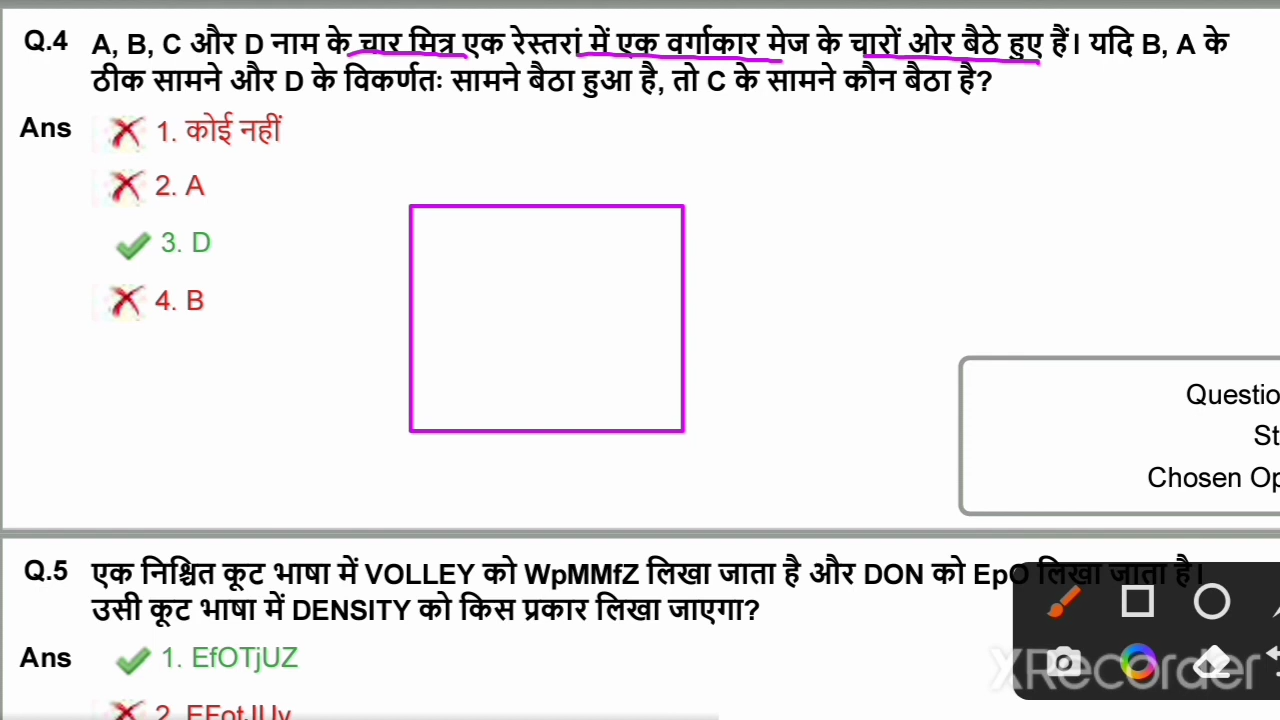 Q.4 A, B, C और D नाम के चार मित्र एक रेस्तरां में एक वर्गाकार मेज के चारों ओर बैठे हुए हैं। यदि B, A के
ठीक सामने और D के विकर्णतः सामने बैठा हुआ है, तो C के सामने कौन बैठा है?
Ans 1. कोई नहीं
2. A
3. D
4. B
Questio
St
Chosen Op
Q.5 एक निश्चित कूट भाषा में VOLLEY को WpMMfZ लिखा जाता है और DON को EpO लिखा जाता है।
उसी कूट भाषा में DENSITY को किस प्रकार लिखा जाएगा?
Ans 1. EfOTjUZ
2. EFotJUv
XRecorder